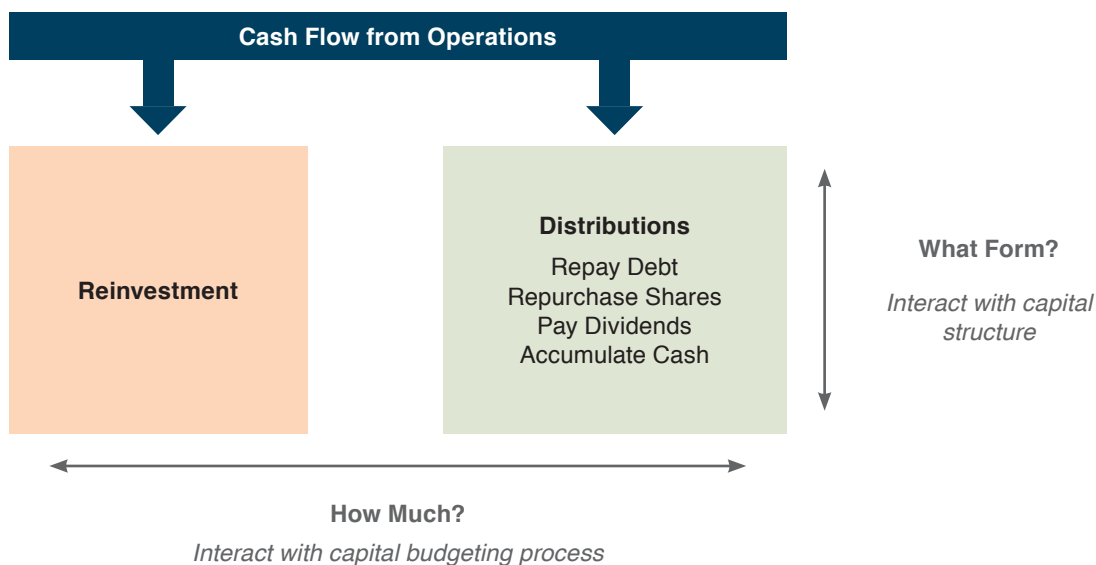 Cash Flow from Operations
Reinvestment
Distributions
Repay Debt
Repurchase Shares
Pay Dividends
Accumulate Cash
What Form?
Interact with capital
structure
How Much?
Interact with capital budgeting process